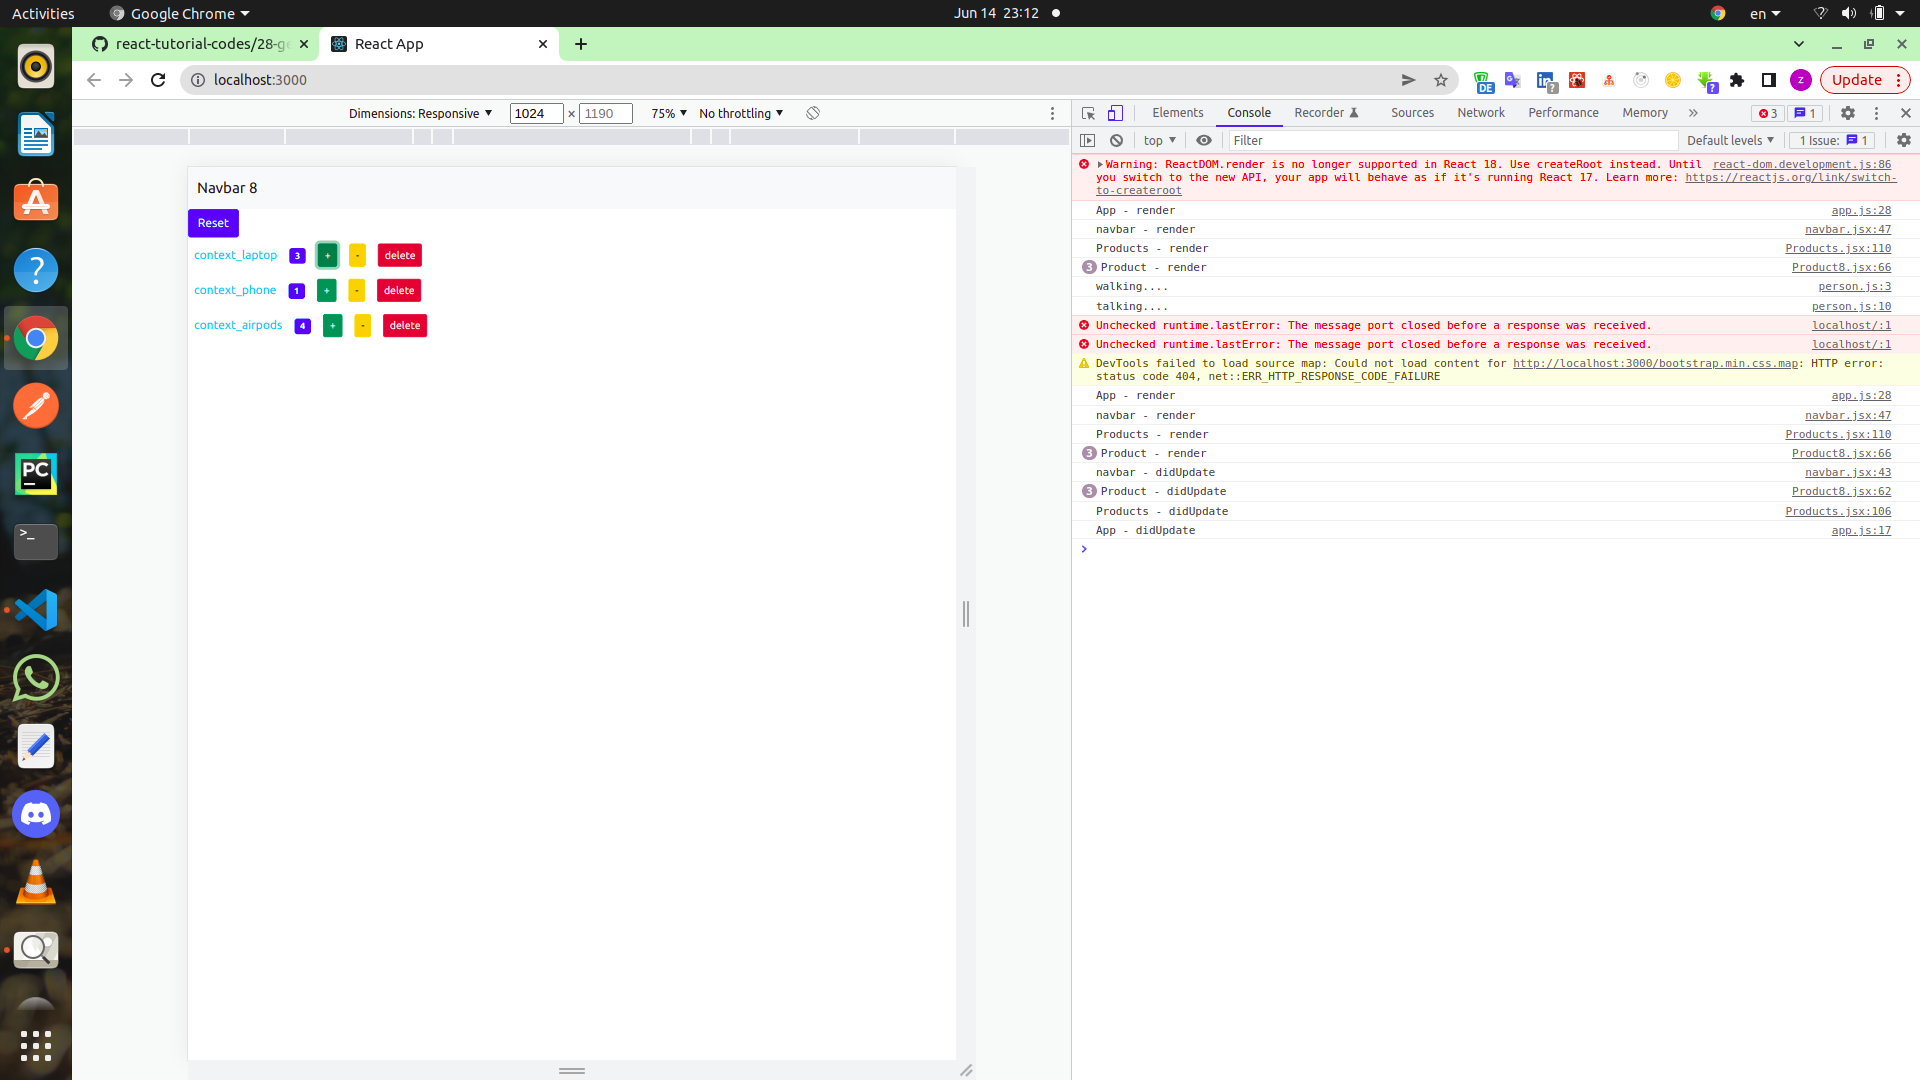 Activities
Google Chrome
Jun 14 23:12
en
react-tutorial-codes/28-ge
React App
localhost:3000
DE
?
?
z
Update
Dimensions: Responsive
1024
×
1190
75%
No throttling
Elements
Console
Recorder
Sources
Network
Performance
Memory
3
1
top
Filter
Default levels
1 Issue:
1
Navbar 8
Reset
context_laptop 3 + - delete
context_phone 1 + - delete
context_airpods 4 + - delete
Warning: ReactDOM.render is no longer supported in React 18. Use createRoot instead. Until react-dom.development.js:86
you switch to the new API, your app will behave as if it's running React 17. Learn more: https://reactjs.org/link/switch-
to-createroot
App - render app.js:28
navbar - render navbar.jsx:47
Products - render Products.jsx:110
3 Product - render Product8.jsx:66
walking.... person.js:3
talking.... person.js:10
Unchecked runtime.lastError: The message port closed before a response was received. localhost/:1
Unchecked runtime.lastError: The message port closed before a response was received. localhost/:1
DevTools failed to load source map: Could not load content for http://localhost:3000/bootstrap.min.css.map: HTTP error:
status code 404, net::ERR_HTTP_RESPONSE_CODE_FAILURE
App - render app.js:28
navbar - render navbar.jsx:47
Products - render Products.jsx:110
3 Product - render Product8.jsx:66
navbar - didUpdate navbar.jsx:43
3 Product - didUpdate Product8.jsx:62
Products - didUpdate Products.jsx:106
App - didUpdate app.js:17
PC
>_